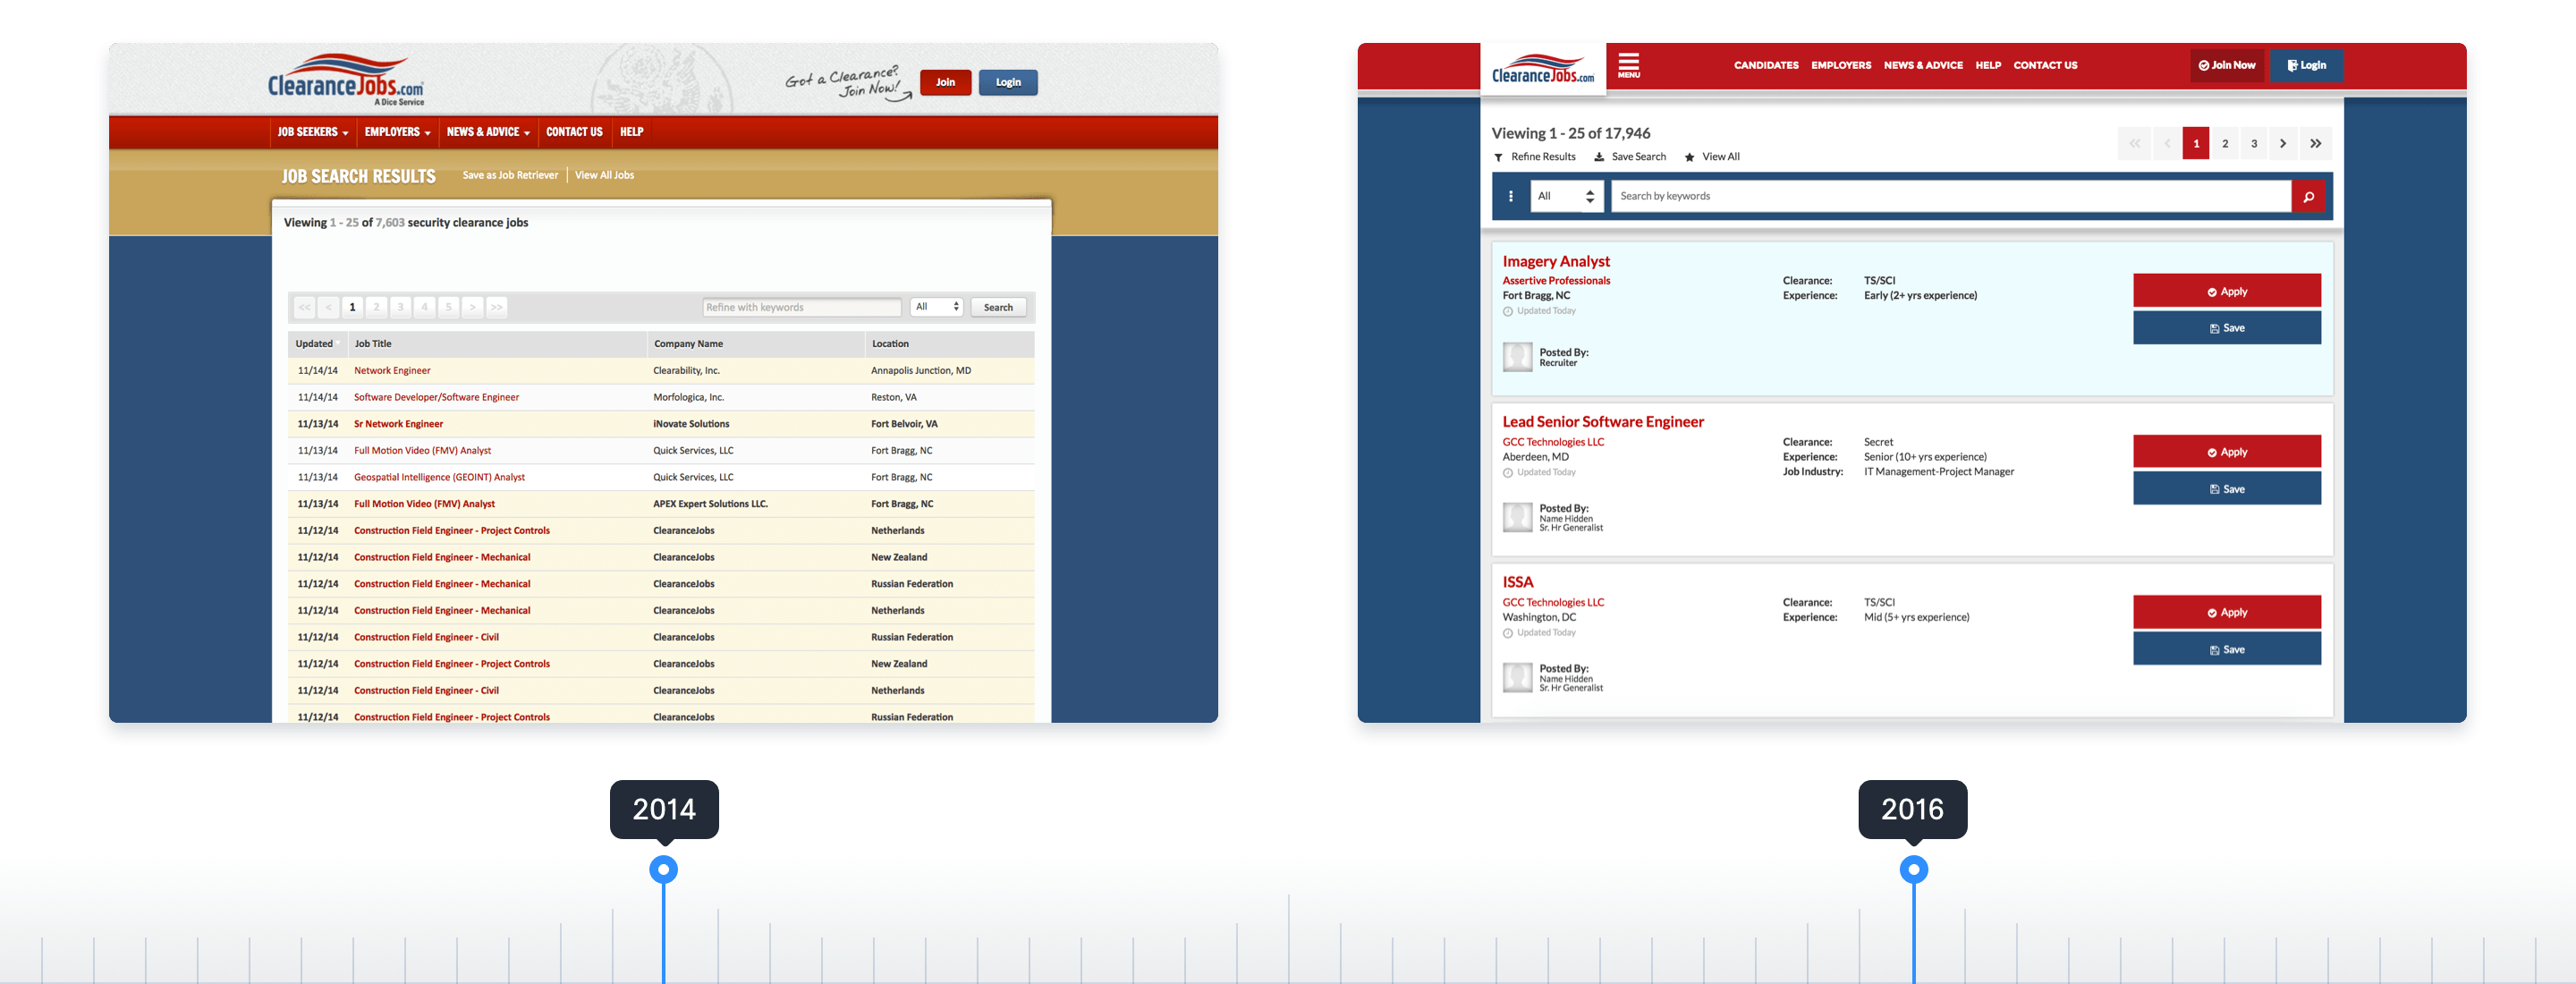 ClearanceJobs.com
A Dice Service
Got a Clearance?
Join Now!
Join
Login
JOB SEEKERS
EMPLOYERS
NEWS & ADVICE
CONTACT US
HELP
JOB SEARCH RESULTS
Save as Job Retriever
View All Jobs
Viewing 1 - 25 of 7,603 security clearance jobs
<< < 1 2 3 4 5 > >>
Refine with keywords
All
Search
Updated Job Title Company Name Location
11/14/14 Network Engineer Clearability, Inc. Annapolis Junction, MD
11/14/14 Software Developer/Software Engineer Morfologica, Inc. Reston, VA
11/13/14 Sr Network Engineer iNovate Solutions Fort Belvoir, VA
11/13/14 Full Motion Video (FMV) Analyst Quick Services, LLC Fort Bragg, NC
11/13/14 Geospatial Intelligence (GEOINT) Analyst Quick Services, LLC Fort Bragg, NC
11/13/14 Full Motion Video (FMV) Analyst APEX Expert Solutions LLC. Fort Bragg, NC
11/12/14 Construction Field Engineer - Project Controls ClearanceJobs Netherlands
11/12/14 Construction Field Engineer - Mechanical ClearanceJobs New Zealand
11/12/14 Construction Field Engineer - Mechanical ClearanceJobs Russian Federation
11/12/14 Construction Field Engineer - Mechanical ClearanceJobs Netherlands
11/12/14 Construction Field Engineer - Civil ClearanceJobs Russian Federation
11/12/14 Construction Field Engineer - Project Controls ClearanceJobs New Zealand
11/12/14 Construction Field Engineer - Civil ClearanceJobs Netherlands
11/12/14 Construction Field Engineer - Project Controls ClearanceJobs Russian Federation
2014
ClearanceJobs.com
MENU
CANDIDATES EMPLOYERS NEWS & ADVICE HELP CONTACT US
Join Now
Login
Viewing 1 - 25 of 17,946
Refine Results Save Search View All
« < 1 2 3 > »
All
Search by keywords
Imagery Analyst
Assertive Professionals
Fort Bragg, NC
Updated Today
Clearance: TS/SCI
Experience: Early (2+ yrs experience)
Apply
Save
Posted By:
Recruiter
Lead Senior Software Engineer
GCC Technologies LLC
Aberdeen, MD
Updated Today
Clearance: Secret
Experience: Senior (10+ yrs experience)
Job Industry: IT Management-Project Manager
Apply
Save
Posted By:
Name Hidden
Sr. Hr Generalist
ISSA
GCC Technologies LLC
Washington, DC
Updated Today
Clearance: TS/SCI
Experience: Mid (5+ yrs experience)
Apply
Save
Posted By:
Name Hidden
Sr. Hr Generalist
2016